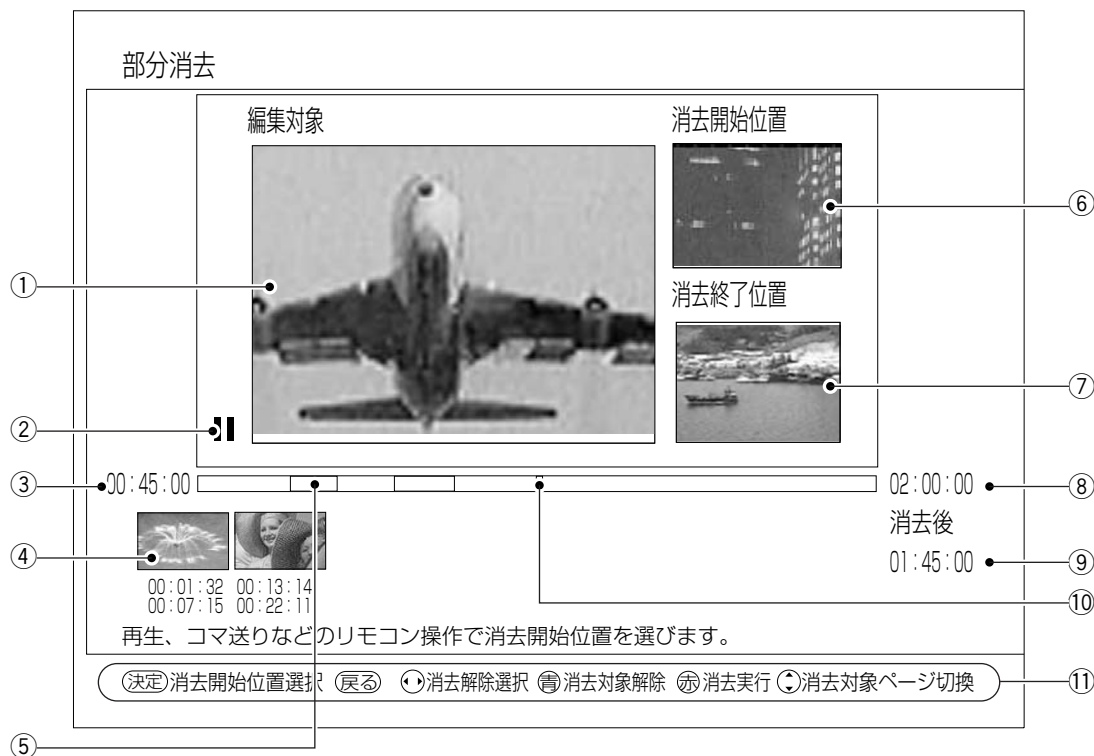 部分消去
編集対象
消去開始位置
①
⑥
消去終了位置
⑦
②
③ 00:45:00
02:00:00 ⑧
消去後
④
01:45:00 ⑨
00:01:32 00:13:14
00:07:15 00:22:11
⑩
再生、コマ送りなどのリモコン操作で消去開始位置を選びます。
決定 消去開始位置選択 戻る 消去解除選択 青 消去対象解除 赤 消去実行 消去対象ページ切換 ⑪
⑤